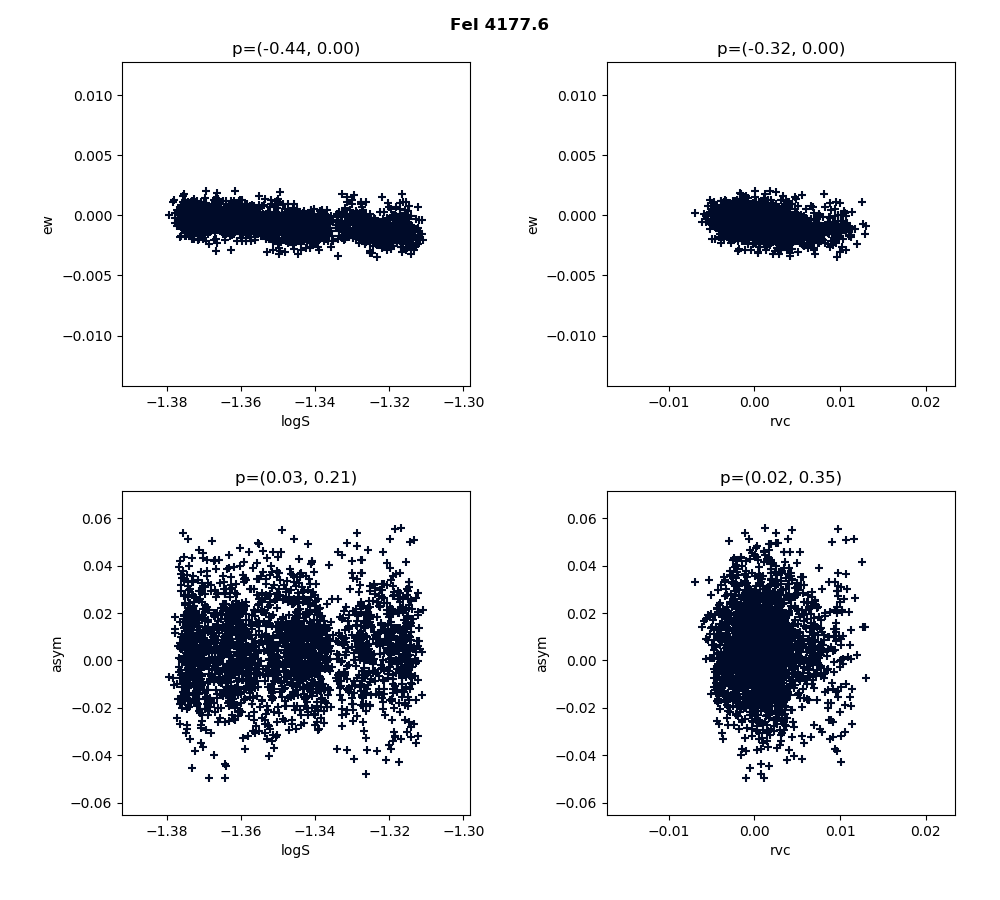 FeI 4177.6
p=(-0.44, 0.00)
0.010
0.005
0.000
−0.005
−0.010
ew
−1.38 −1.36 −1.34 −1.32 −1.30
logS
p=(-0.32, 0.00)
0.010
0.005
0.000
−0.005
−0.010
ew
−0.01 0.00 0.01 0.02
rvc
p=(0.03, 0.21)
0.06
0.04
0.02
0.00
−0.02
−0.04
−0.06
asym
−1.38 −1.36 −1.34 −1.32 −1.30
logS
p=(0.02, 0.35)
0.06
0.04
0.02
0.00
−0.02
−0.04
−0.06
asym
−0.01 0.00 0.01 0.02
rvc